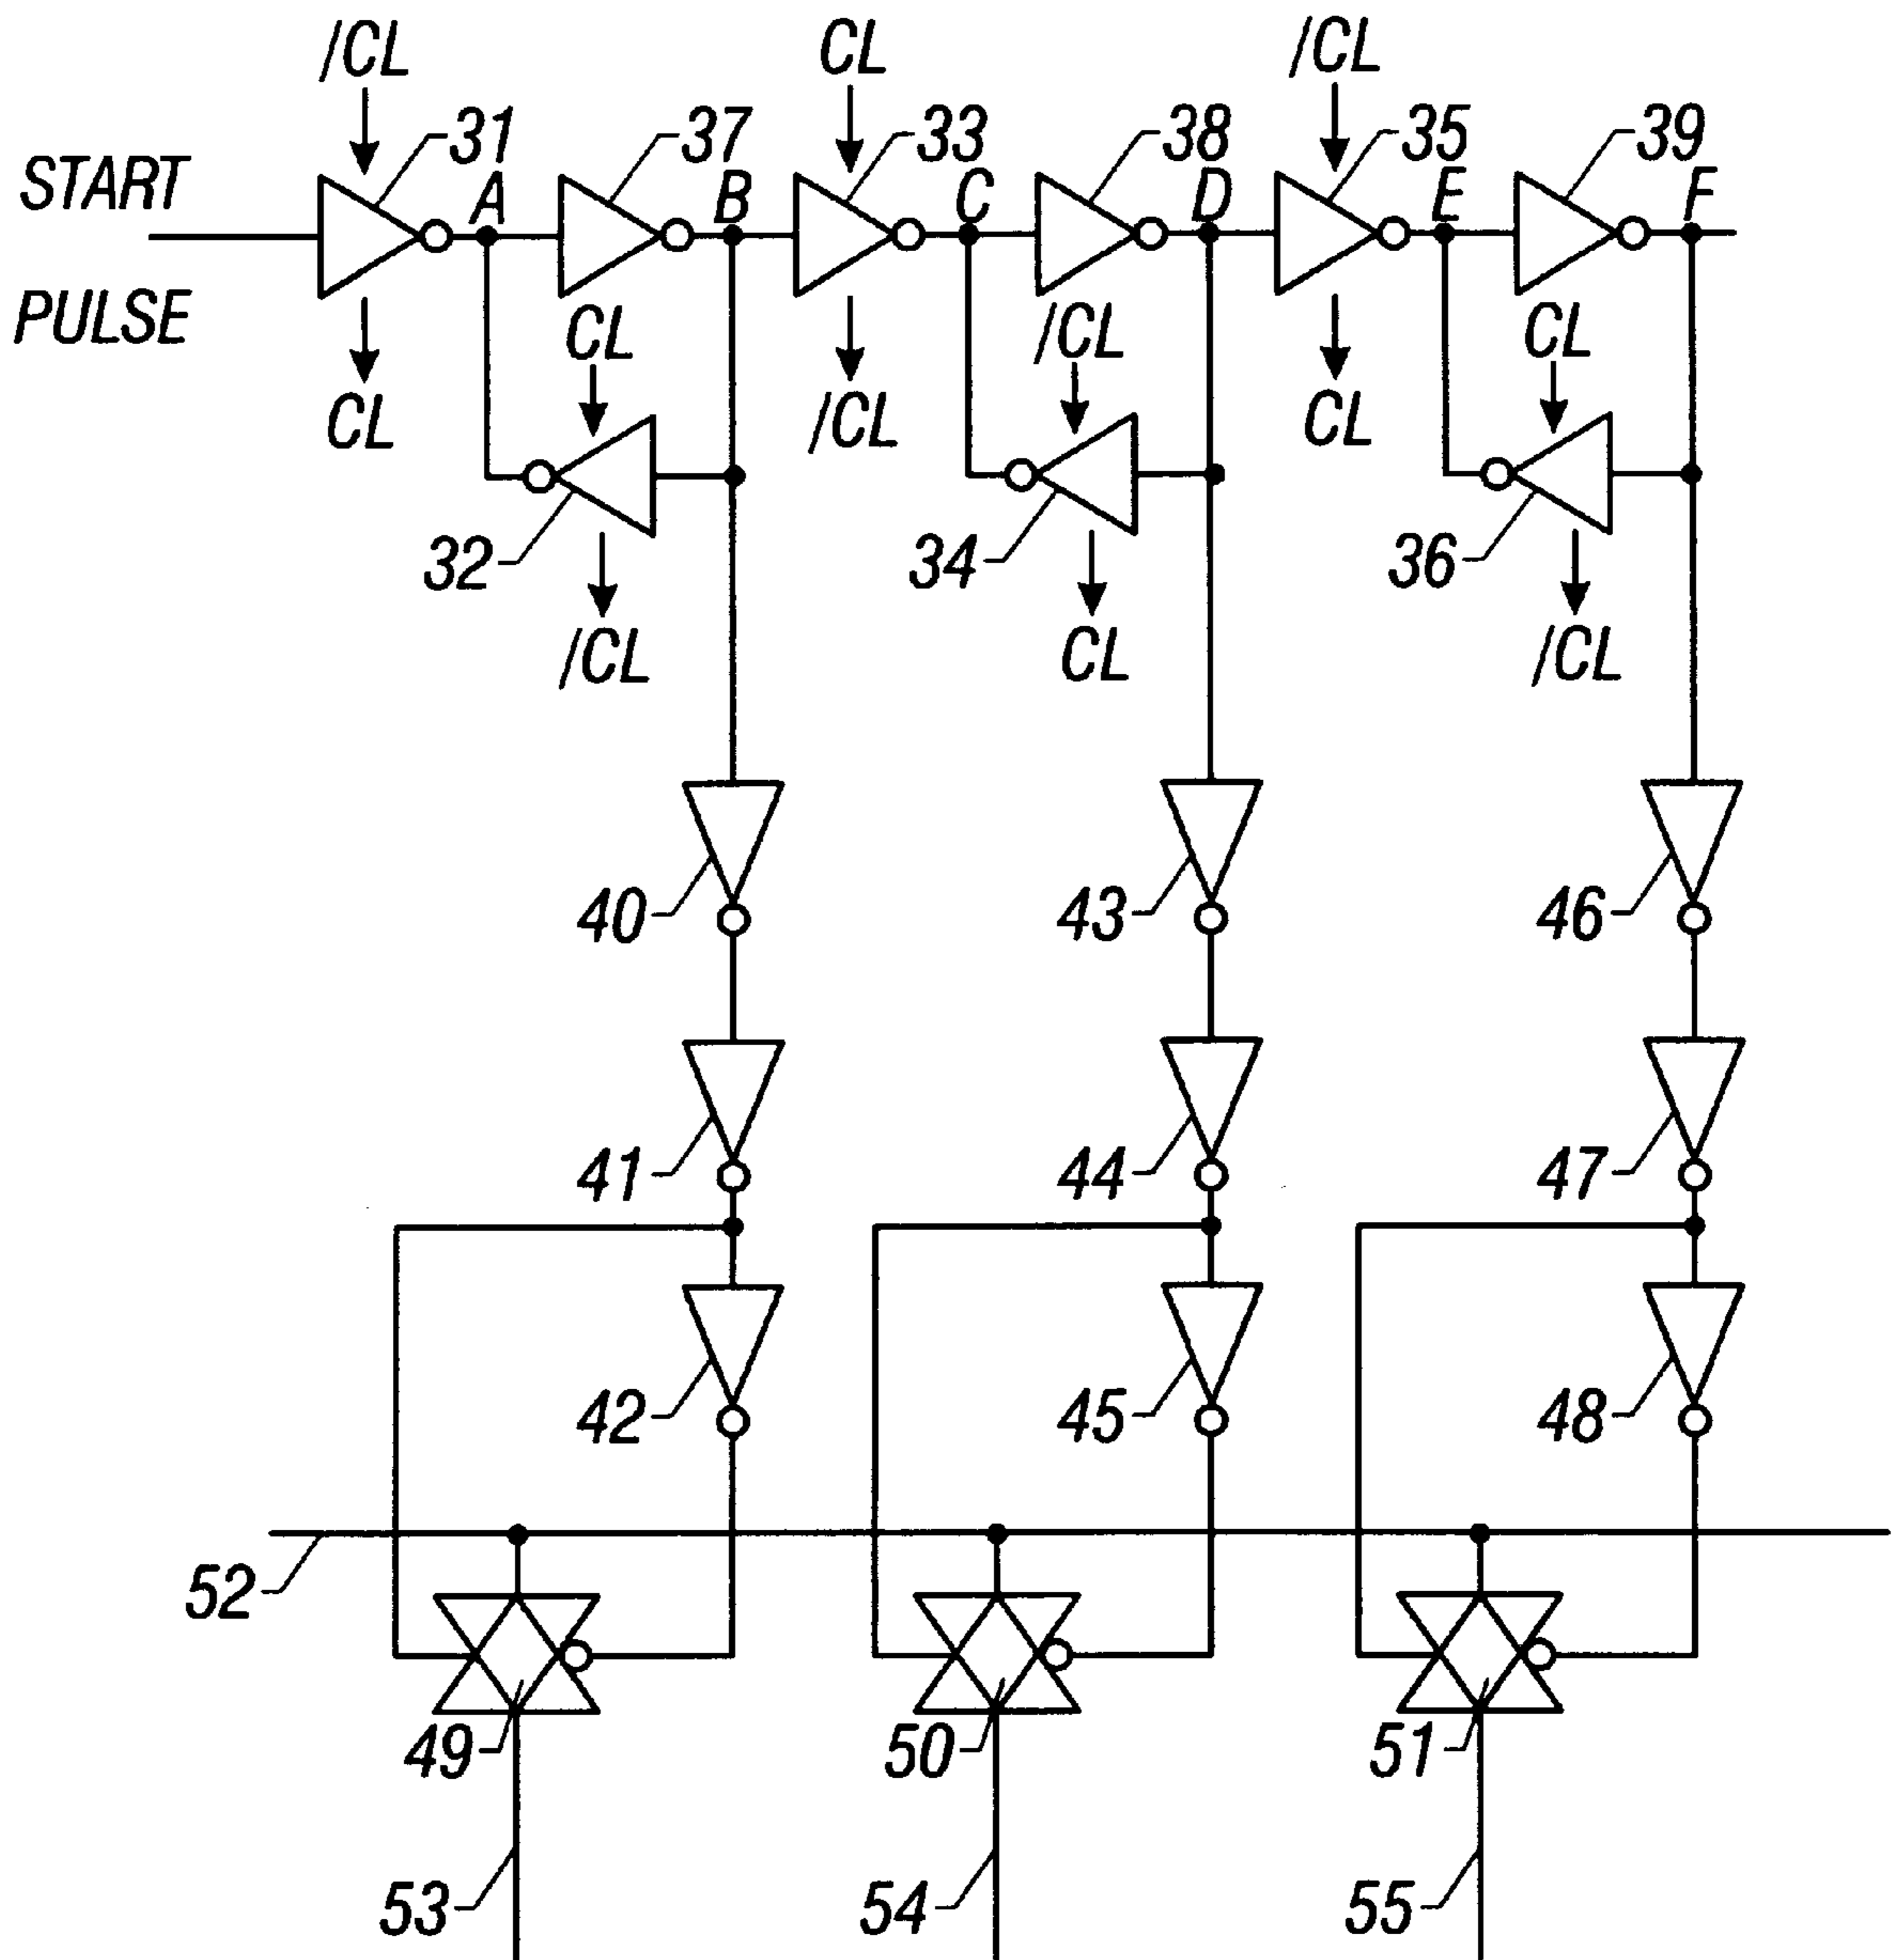 /CL CL /CL
31 37 33 38 35 39
START A B C D E F
PULSE CL /CL CL
CL /CL CL
32 34 36
/CL CL /CL
40 43 46
41 44 47
42 45 48
52
49 50 51
53 54 55